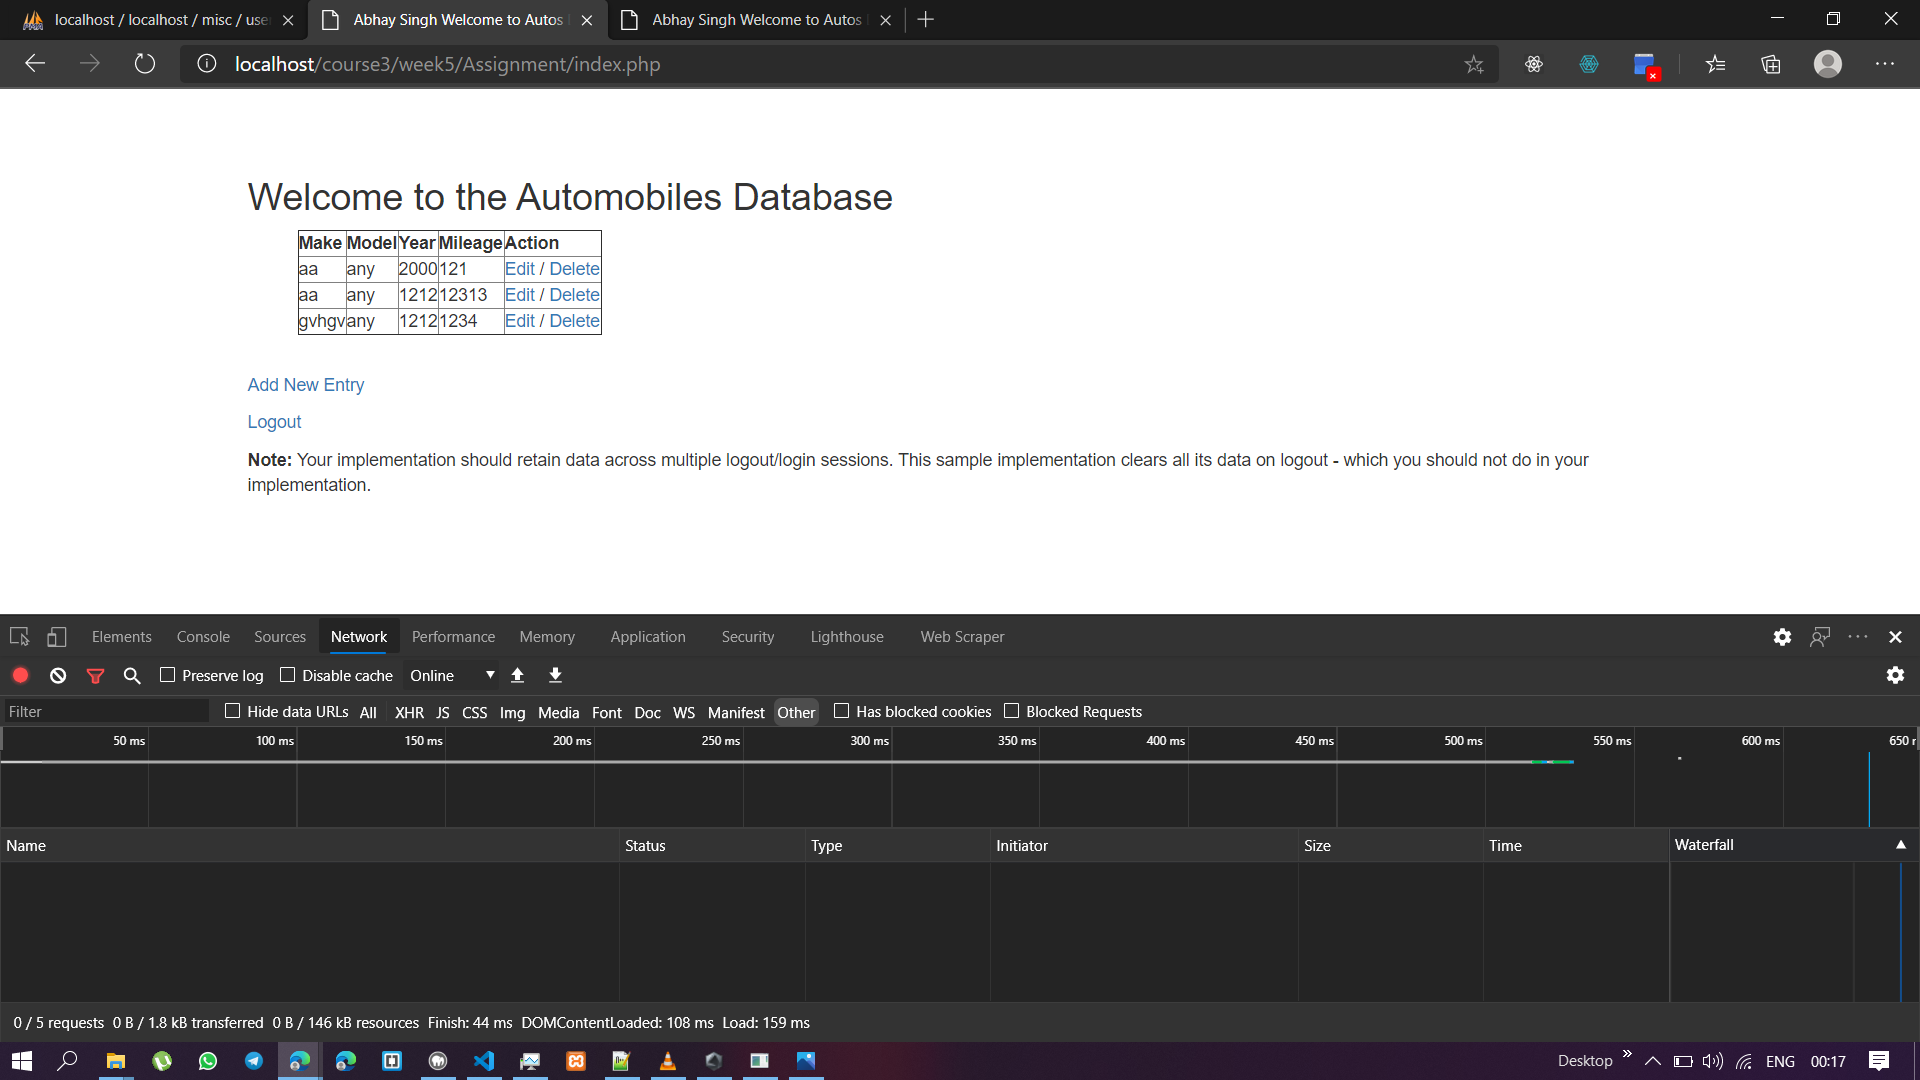 localhost / localhost / misc / use
Abhay Singh Welcome to Autos
Abhay Singh Welcome to Autos
localhost/course3/week5/Assignment/index.php
Welcome to the Automobiles Database
Make Model Year Mileage Action
aa any 2000 121 Edit / Delete
aa any 1212 12313 Edit / Delete
gvhgv any 1212 1234 Edit / Delete
Add New Entry
Logout
Note: Your implementation should retain data across multiple logout/login sessions. This sample implementation clears all its data on logout - which you should not do in your
implementation.
Elements Console Sources Network Performance Memory Application Security Lighthouse Web Scraper
Preserve log Disable cache Online
Filter Hide data URLs All XHR JS CSS Img Media Font Doc WS Manifest Other Has blocked cookies Blocked Requests
50 ms 100 ms 150 ms 200 ms 250 ms 300 ms 350 ms 400 ms 450 ms 500 ms 550 ms 600 ms 650
Name Status Type Initiator Size Time Waterfall
0 / 5 requests 0 B / 1.8 kB transferred 0 B / 146 kB resources Finish: 44 ms DOMContentLoaded: 108 ms Load: 159 ms
Desktop ENG 00:17